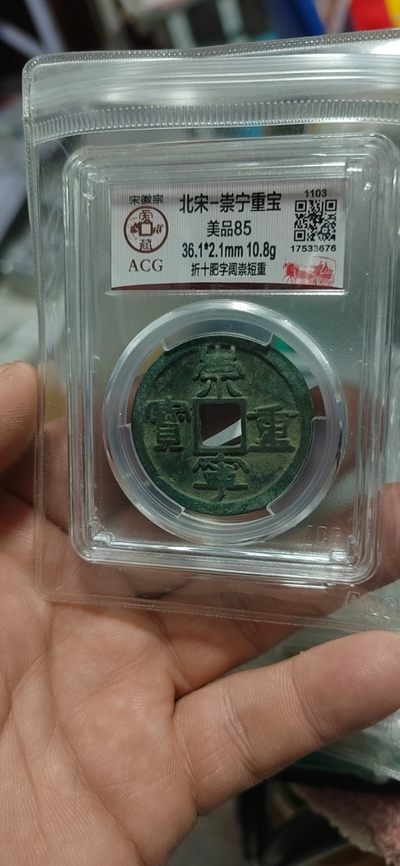 宋徽宗
ACG
北宋-崇宁重宝
美品85
36.1*2.1mm 10.8g
折十肥字阔崇短重
1103
17533676
崇
重
寧
寳